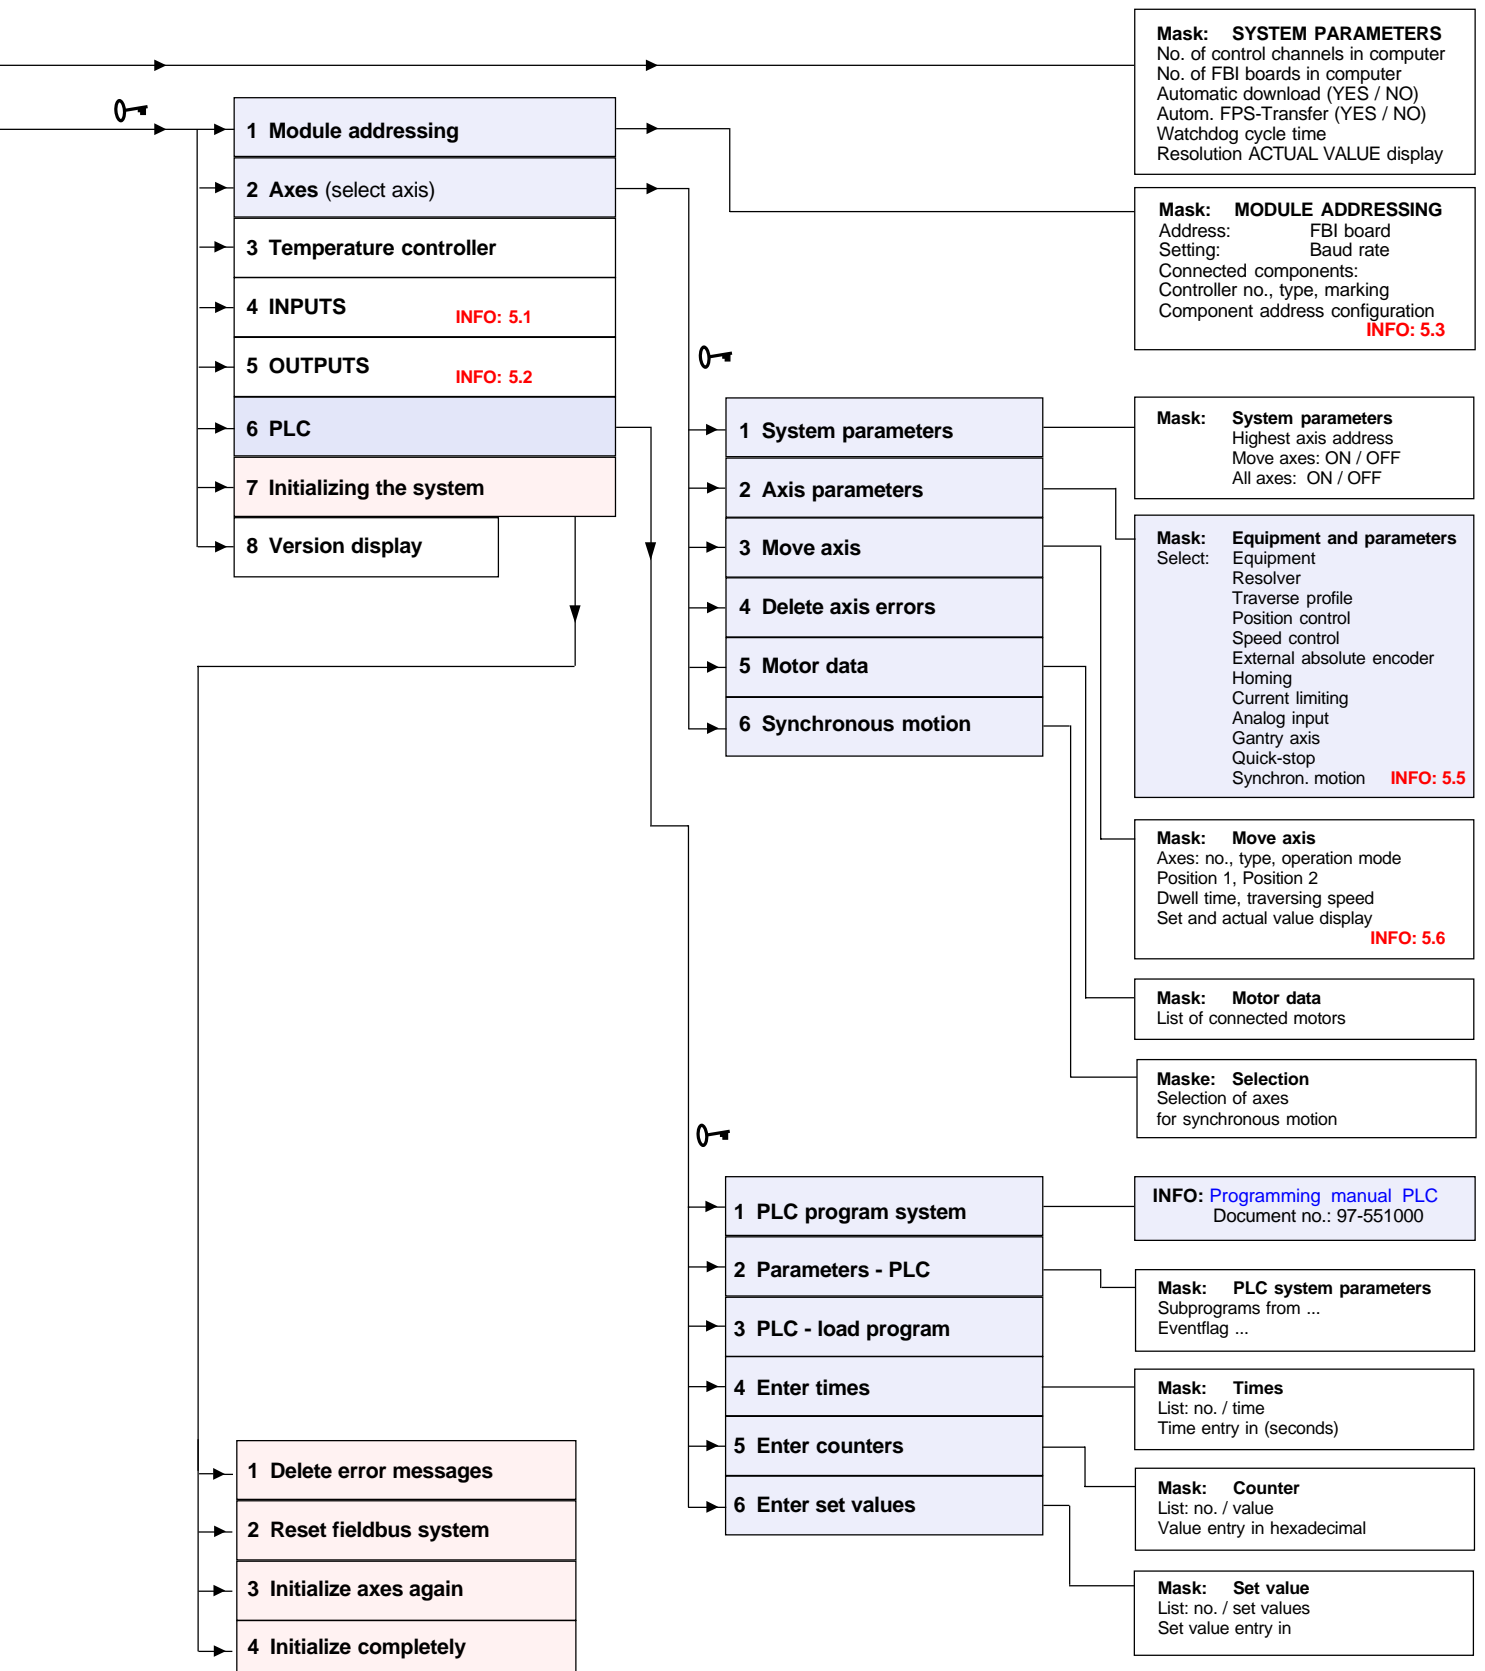 Mask: SYSTEM PARAMETERS
No. of control channels in computer
No. of FBI boards in computer
Automatic download (YES / NO)
Autom. FPS-Transfer (YES / NO)
Watchdog cycle time
Resolution ACTUAL VALUE display
1 Module addressing
2 Axes (select axis)
3 Temperature controller
4 INPUTS INFO: 5.1
5 OUTPUTS INFO: 5.2
6 PLC
7 Initializing the system
8 Version display
Mask: MODULE ADDRESSING
Address: FBI board
Setting: Baud rate
Connected components:
Controller no., type, marking
Component address configuration
INFO: 5.3
1 System parameters
2 Axis parameters
3 Move axis
4 Delete axis errors
5 Motor data
6 Synchronous motion
Mask: System parameters
Highest axis address
Move axes: ON / OFF
All axes: ON / OFF
Mask: Equipment and parameters
Select: Equipment
Resolver
Traverse profile
Position control
Speed control
External absolute encoder
Homing
Current limiting
Analog input
Gantry axis
Quick-stop
Synchron. motion INFO: 5.5
Mask: Move axis
Axes: no., type, operation mode
Position 1, Position 2
Dwell time, traversing speed
Set and actual value display
INFO: 5.6
Mask: Motor data
List of connected motors
Maske: Selection
Selection of axes
for synchronous motion
1 PLC program system
2 Parameters - PLC
3 PLC - load program
4 Enter times
5 Enter counters
6 Enter set values
INFO: Programming manual PLC
Document no.: 97-551000
Mask: PLC system parameters
Subprograms from ...
Eventflag ...
Mask: Times
List: no. / time
Time entry in (seconds)
Mask: Counter
List: no. / value
Value entry in hexadecimal
Mask: Set value
List: no. / set values
Set value entry in
1 Delete error messages
2 Reset fieldbus system
3 Initialize axes again
4 Initialize completely